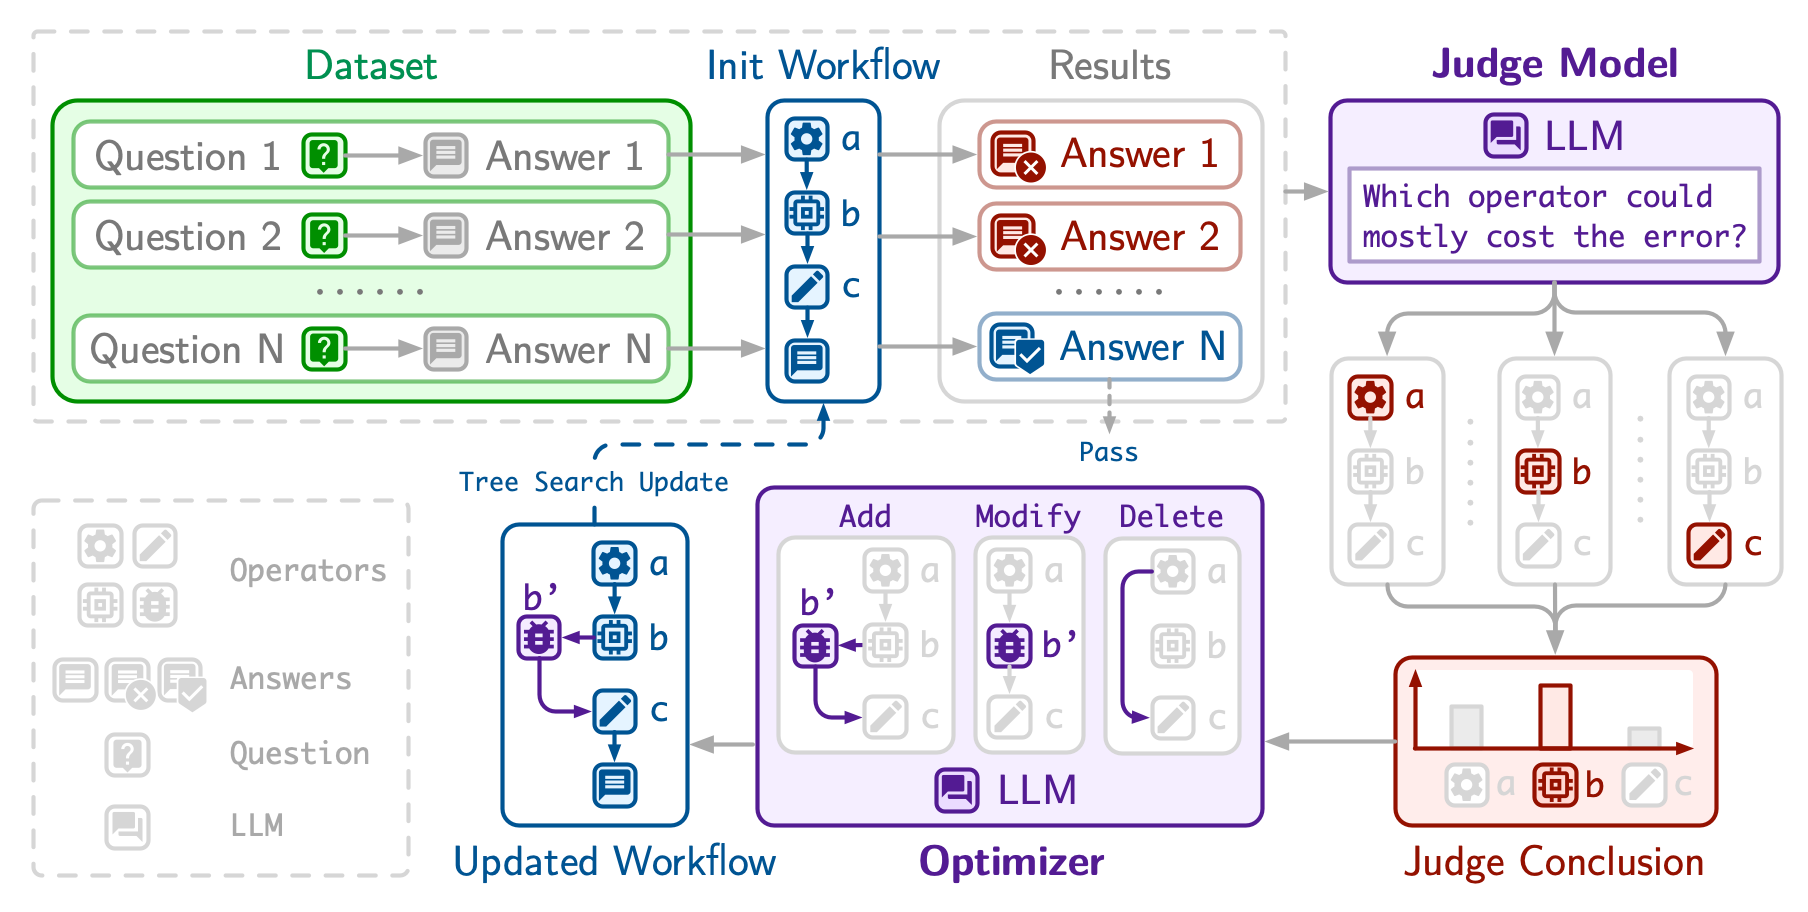 Dataset
Init Workflow
Results
Judge Model
Question 1
?
Answer 1
Question 2
?
Answer 2
......
Question N
?
Answer N
a
b
c
Answer 1
Answer 2
......
Answer N
Pass
LLM
Which operator could
mostly cost the error?
a
b
c
a
b
c
a
b
c
Tree Search Update
Operators
Answers
?
Question
LLM
a
b'
b
c
Updated Workflow
Add
Modify
Delete
a
b'
b
c
a
b'
c
a
b
c
LLM
Optimizer
a
b
c
Judge Conclusion